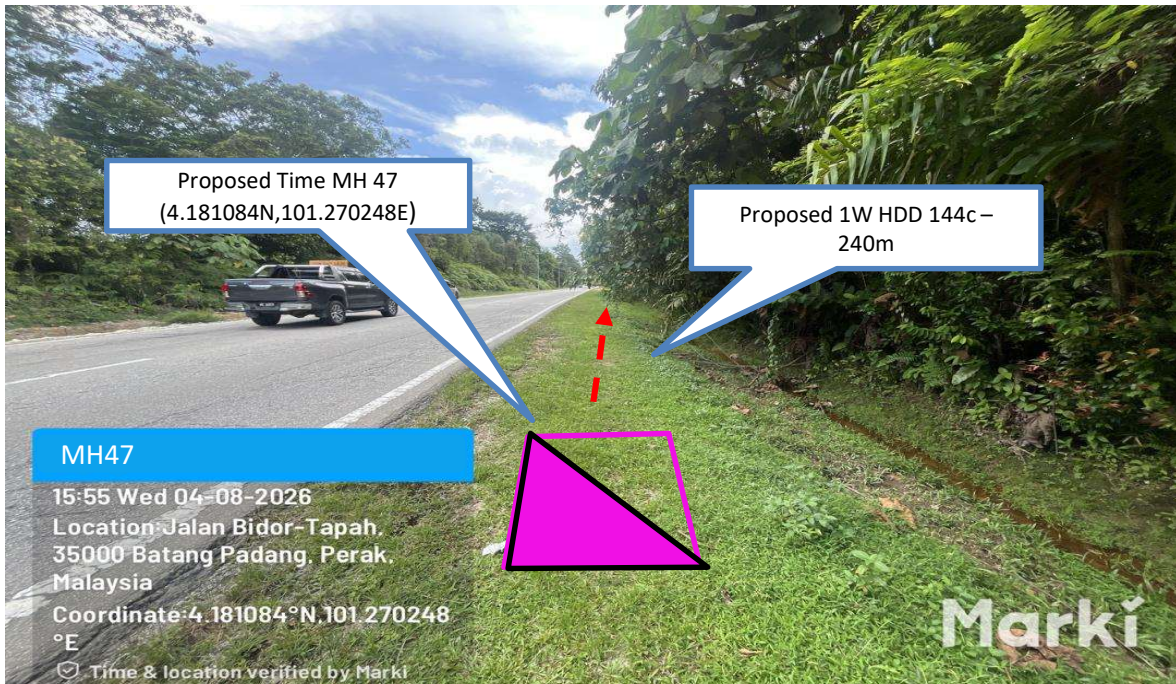 Proposed Time MH 47
(4.181084N,101.270248E)
Proposed 1W HDD 144c –
240m
MH47
15:55 Wed 04-08-2026
Location:Jalan Bidor-Tapah,
35000 Batang Padang, Perak,
Malaysia
Coordinate:4.181084°N,101.270248
°E
Time & location verified by Marki
Marki